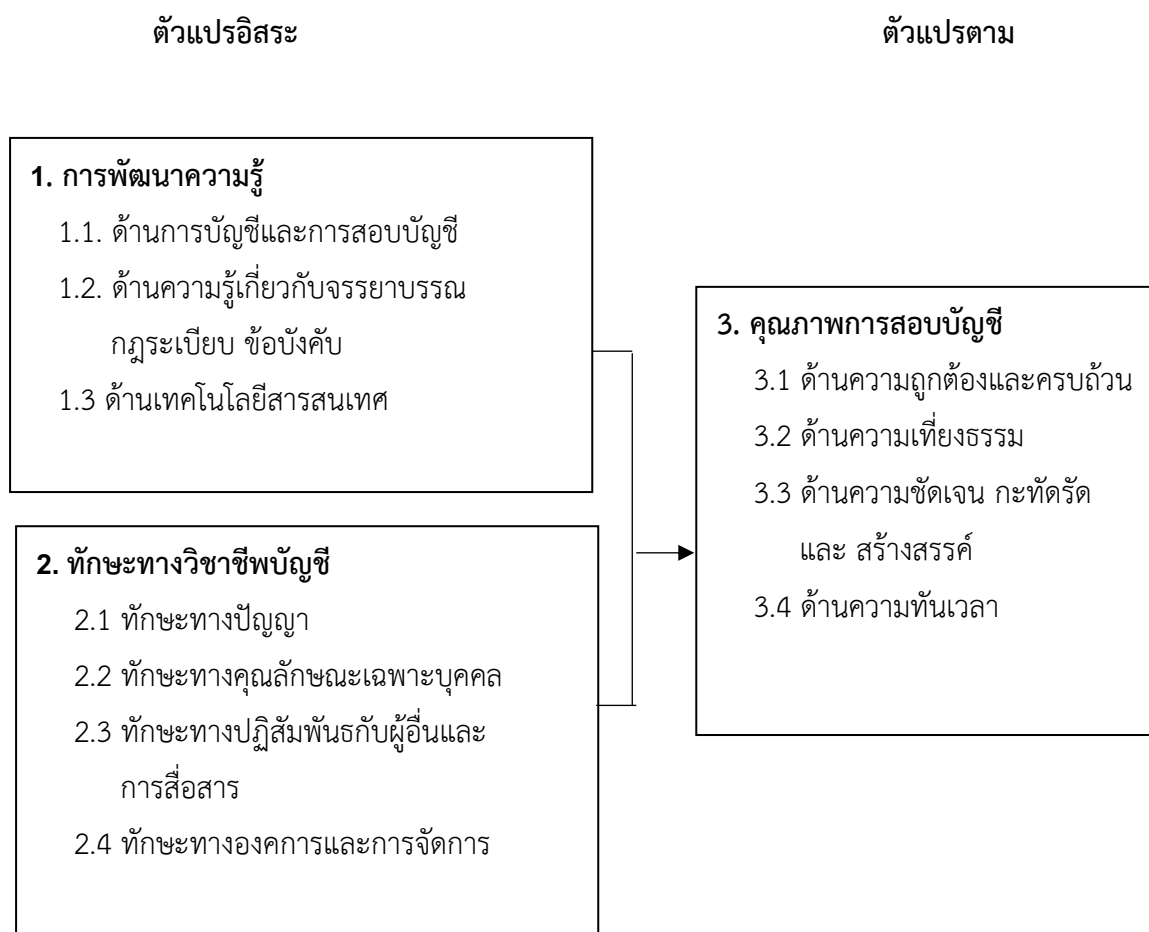 ตัวแปรอิสระ
ตัวแปรตาม
1. การพัฒนาความรู้
1.1. ด้านการบัญชีและการสอบบัญชี
1.2. ด้านความรู้เกี่ยวกับจรรยาบรรณ
กฎระเบียบ ข้อบังคับ
1.3 ด้านเทคโนโลยีสารสนเทศ
2. ทักษะทางวิชาชีพบัญชี
2.1 ทักษะทางปัญญา
2.2 ทักษะทางคุณลักษณะเฉพาะบุคคล
2.3 ทักษะทางปฏิสัมพันธกับผู้อื่นและ
การสื่อสาร
2.4 ทักษะทางองคการและการจัดการ
3. คุณภาพการสอบบัญชี
3.1 ด้านความถูกต้องและครบถ้วน
3.2 ด้านความเที่ยงธรรม
3.3 ด้านความชัดเจน กะทัดรัด
และ สร้างสรรค์
3.4 ด้านความทันเวลา